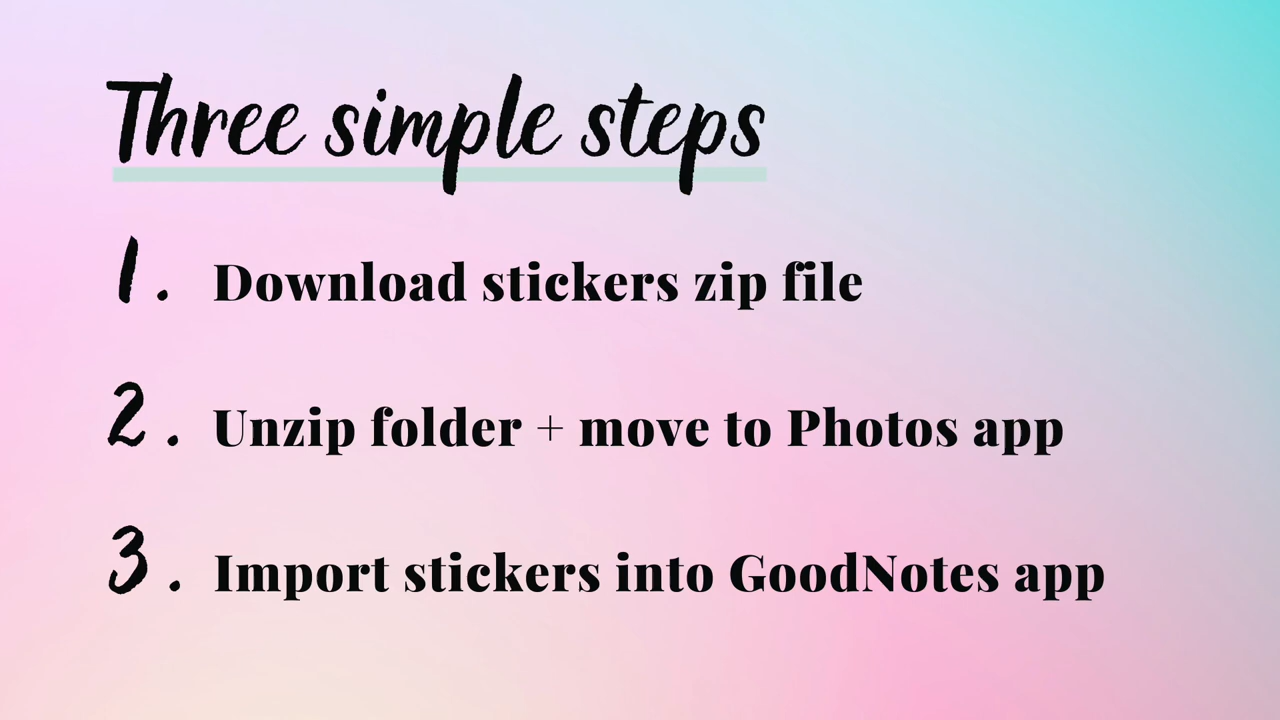 Three simple steps
1. Download stickers zip file
2. Unzip folder + move to Photos app
3. Import stickers into GoodNotes app